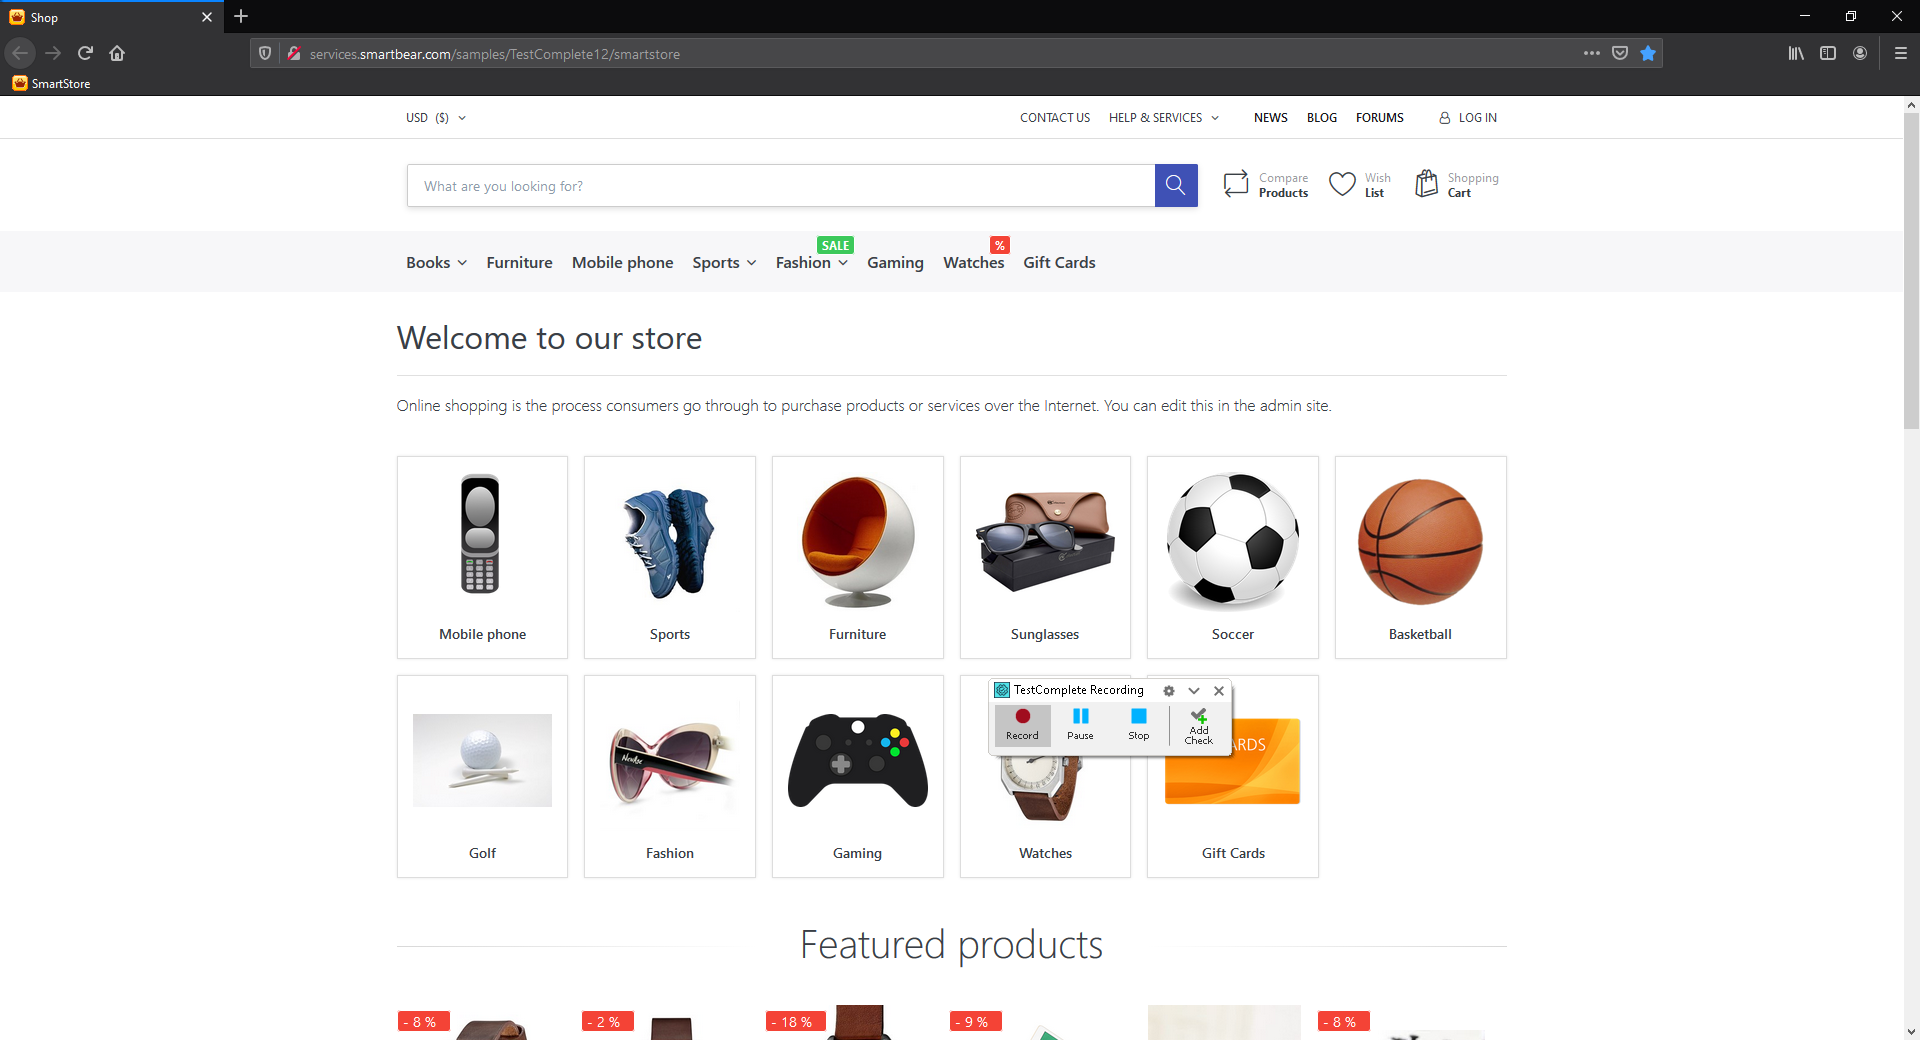 Shop
services.smartbear.com/samples/TestComplete12/smartstore
SmartStore
USD ($)
CONTACT US
HELP & SERVICES
NEWS
BLOG
FORUMS
LOG IN
What are you looking for?
Compare
Products
Wish
List
Shopping
Cart
SALE
%
Books
Furniture
Mobile phone
Sports
Fashion
Gaming
Watches
Gift Cards
Welcome to our store
Online shopping is the process consumers go through to purchase products or services over the Internet. You can edit this in the admin site.
Mobile phone
Sports
Furniture
Sunglasses
Soccer
Basketball
TestComplete Recording
Record
Pause
Stop
Add
Check
ARDS
Golf
Fashion
Gaming
Watches
Gift Cards
Featured products
- 8 %
- 2 %
- 18 %
- 9 %
- 8 %